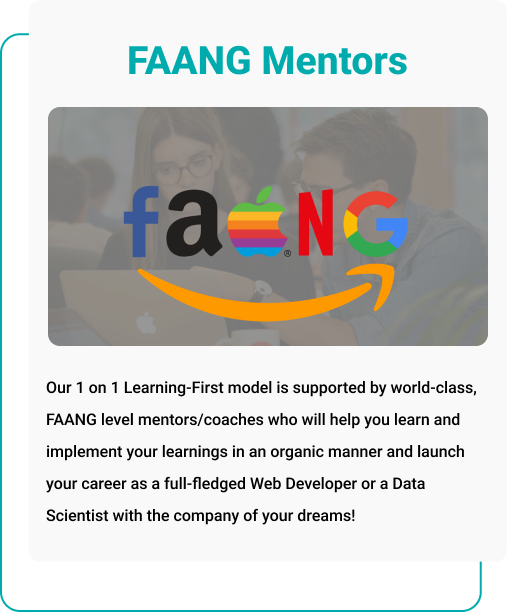 FAANG Mentors
faNG
®
Our 1 on 1 Learning-First model is supported by world-class,
FAANG level mentors/coaches who will help you learn and
implement your learnings in an organic manner and launch
your career as a full-fledged Web Developer or a Data
Scientist with the company of your dreams!